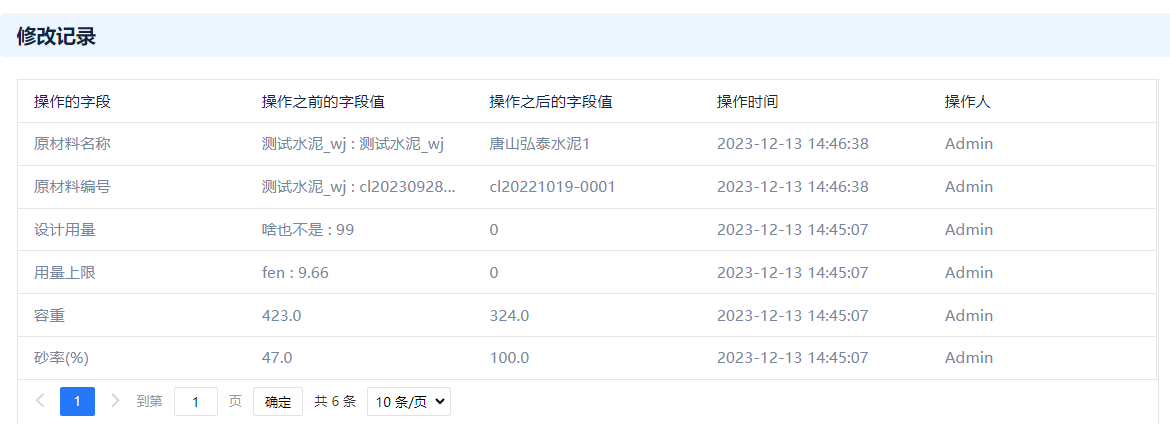 修改记录
操作的字段 操作之前的字段值 操作之后的字段值 操作时间 操作人
原材料名称 测试水泥_wj : 测试水泥_wj 唐山弘泰水泥1 2023-12-13 14:46:38 Admin
原材料编号 测试水泥_wj : cl20230928... cl20221019-0001 2023-12-13 14:46:38 Admin
设计用量 啥也不是 : 99 0 2023-12-13 14:45:07 Admin
用量上限 fen : 9.66 0 2023-12-13 14:45:07 Admin
容重 423.0 324.0 2023-12-13 14:45:07 Admin
砂率(%) 47.0 100.0 2023-12-13 14:45:07 Admin
1 到第 1 页 确定 共 6 条 10 条/页